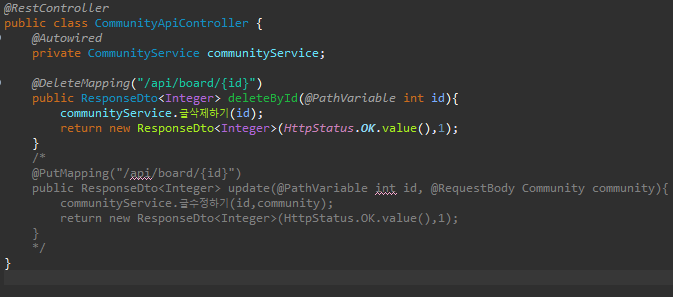 @RestController
public class CommunityApiController {
    @Autowired
    private CommunityService communityService;

    @DeleteMapping("/api/board/{id}")
    public ResponseDto<Integer> deleteById(@PathVariable int id){
        communityService.글삭제하기(id);
        return new ResponseDto<Integer>(HttpStatus.OK.value(),1);
    }
    /*
    @PutMapping("/api/board/{id}")
    public ResponseDto<Integer> update(@PathVariable int id, @RequestBody Community community){
        communityService.글수정하기(id,community);
        return new ResponseDto<Integer>(HttpStatus.OK.value(),1);
    }
    */
}